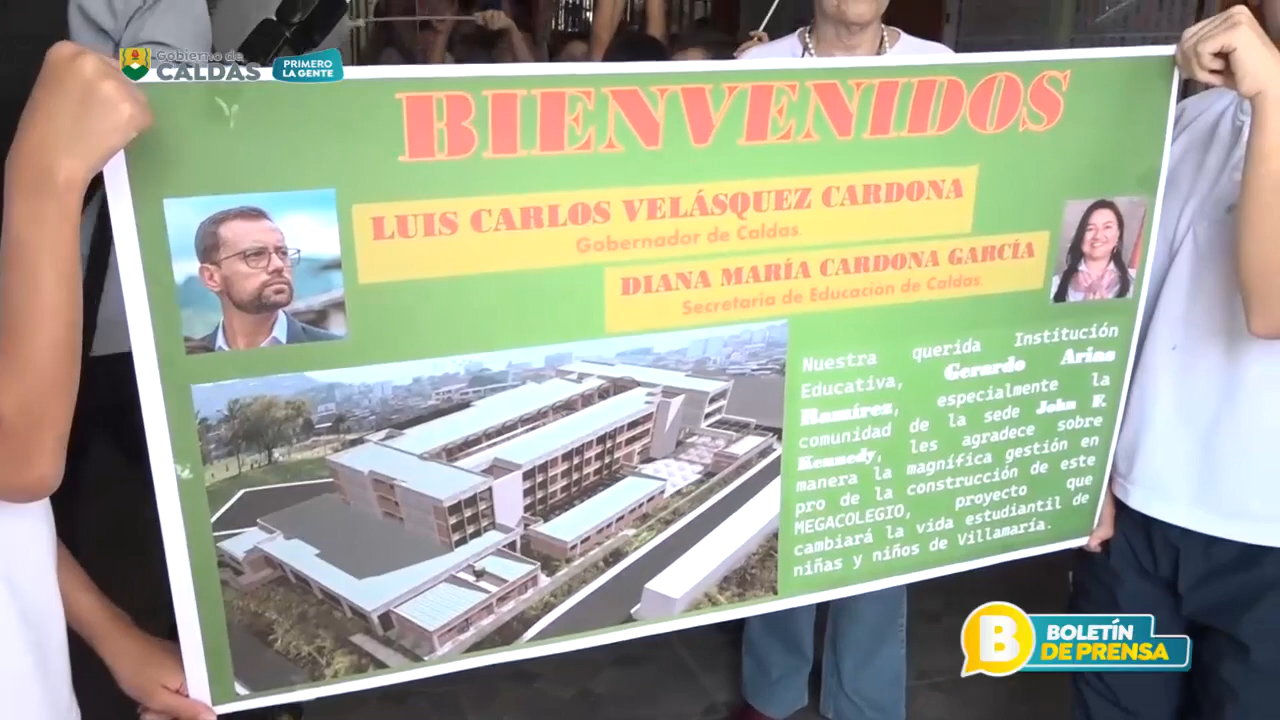 Gobierno de
CALDAS
PRIMERO
LA GENTE
BIENVENIDOS
LUIS CARLOS VELÁSQUEZ CARDONA
Gobernador de Caldas.
DIANA MARÍA CARDONA GARCÍA
Secretaria de Educación de Caldas
Nuestra querida Institución
Educativa, Gerardo Arias
Ramírez, especialmente la
comunidad de la sede John F.
Kennedy, les agradece sobre
manera la magnífica gestión en
pro de la construcción de este
MEGACOLEGIO, proyecto que
cambiará la vida estudiantil de
niñas y niños de Villamaría.
B
BOLETÍN
DE PRENSA